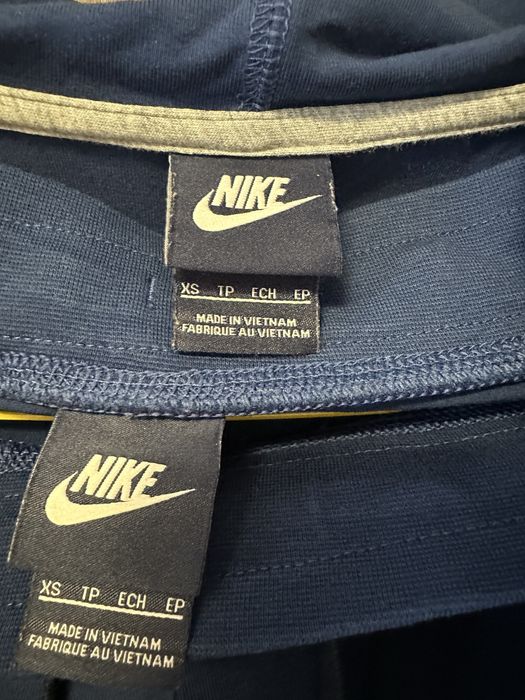 NIKE
XS TP ECH EP
MADE IN VIETNAM
FABRIQUE AU VIETNAM
NIKE
XS TP ECH EP
MADE IN VIETNAM
FABRIQUE AU VIETNAM